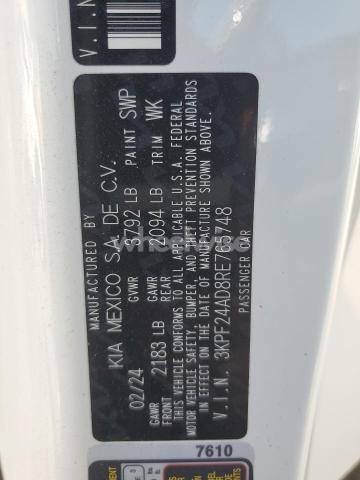 V.I.N
MANUFACTURED BY
KIA MEXICO S.A. DE C.V.
02/24 GVWR 3792 LB PAINT SWP
GAWR FRONT 2183 LB GAWR REAR 2094 LB TRIM WK
THIS VEHICLE CONFORMS TO ALL APPLICABLE U.S.A. FEDERAL
MOTOR VEHICLE SAFETY, BUMPER, AND THEFT PREVENTION STANDARDS
IN EFFECT ON THE DATE OF MANUFACTURE SHOWN ABOVE.
V.I.N. 3KPF24AD8RE765748
PASSENGER CAR
7610